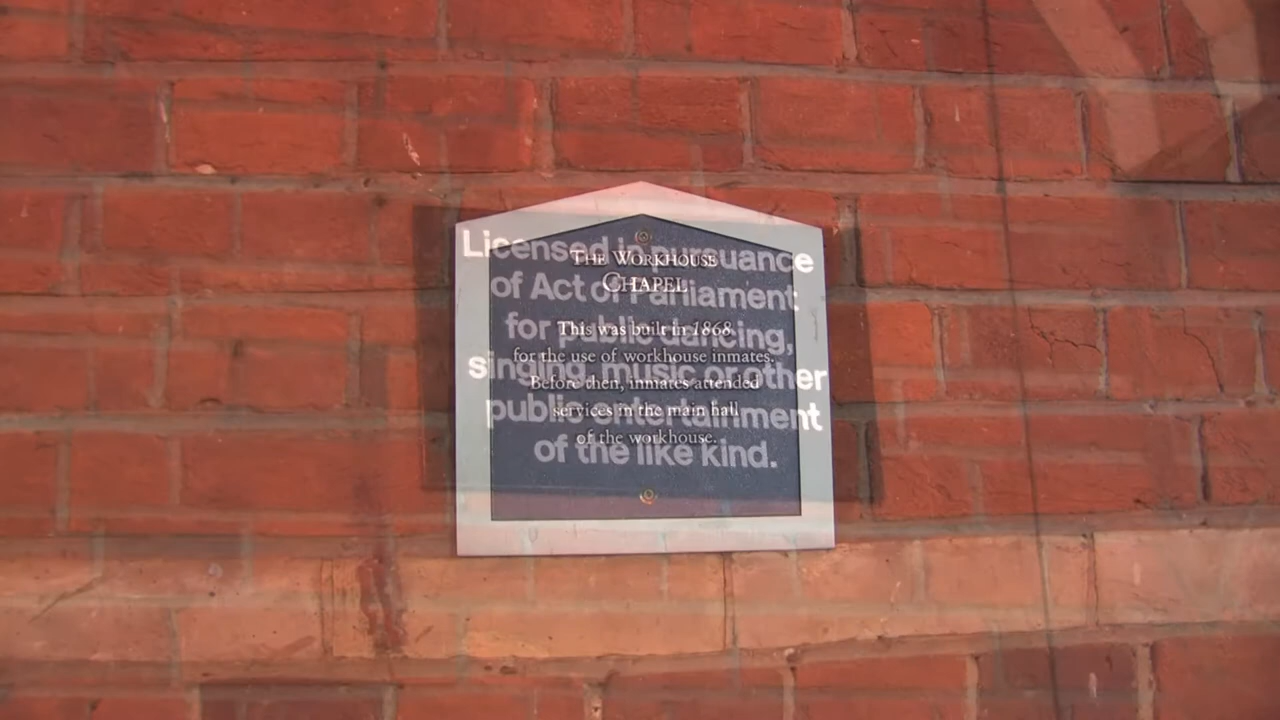 Licensed in pursuance
of Act of Parliament
for public dancing,
singing, music or other
public entertainment
of the like kind.
THE WORKHOUSE
CHAPEL
This was built in 1868
for the use of workhouse inmates.
Before then, inmates attended
services in the main hall
of the workhouse.